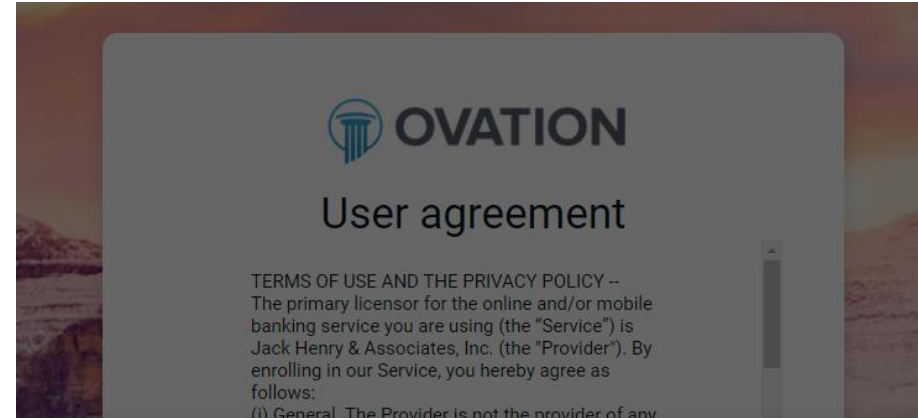 OVATION
User agreement
TERMS OF USE AND THE PRIVACY POLICY --
The primary licensor for the online and/or mobile
banking service you are using (the “Service”) is
Jack Henry & Associates, Inc. (the "Provider"). By
enrolling in our Service, you hereby agree as
follows:
(i) General. The Provider is not the provider of any